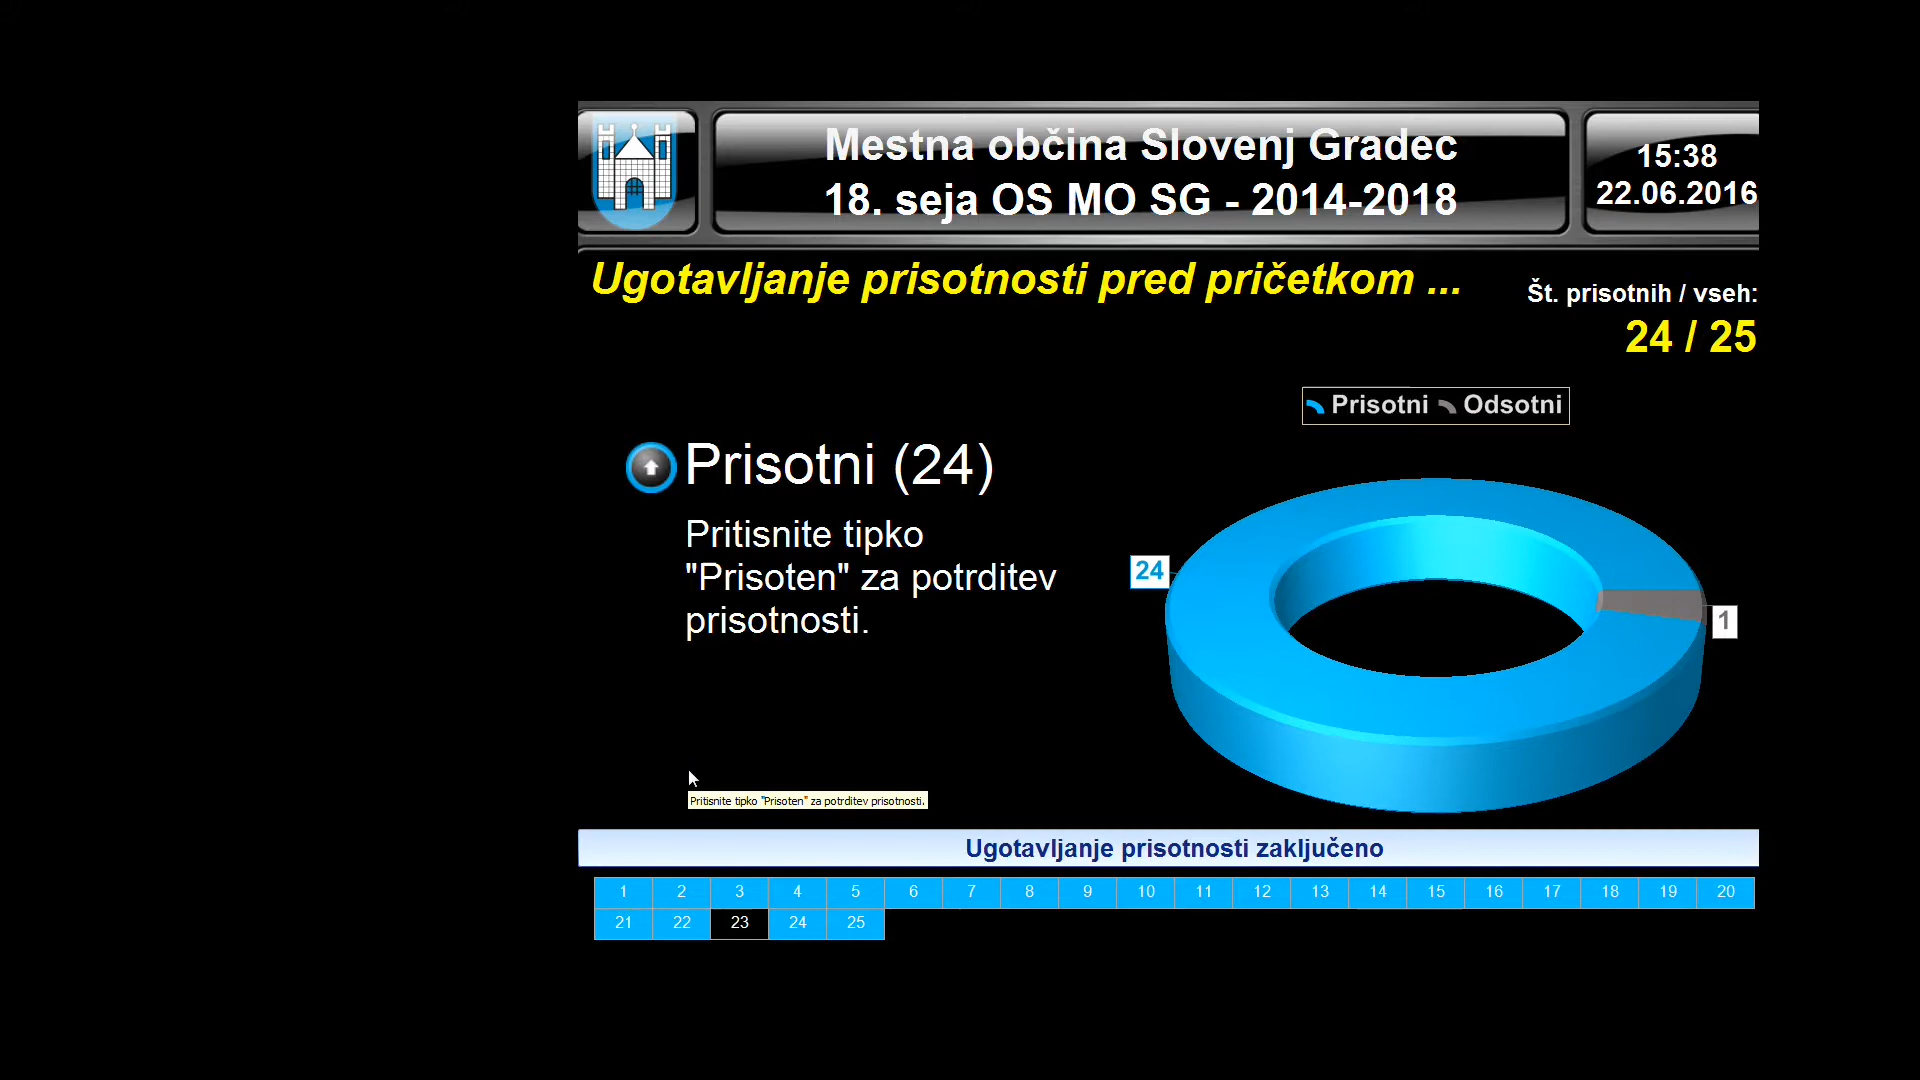 Mestna občina Slovenj Gradec
18. seja OS MO SG - 2014-2018
15:38
22.06.2016
Ugotavljanje prisotnosti pred pričetkom ...
Št. prisotnih / vseh:
24 / 25
Prisotni Odsotni
Prisotni (24)
Pritisnite tipko
"Prisoten" za potrditev
prisotnosti.
24
1
Pritisnite tipko "Prisoten" za potrditev prisotnosti.
Ugotavljanje prisotnosti zaključeno
1 2 3 4 5 6 7 8 9 10 11 12 13 14 15 16 17 18 19 20
21 22 23 24 25